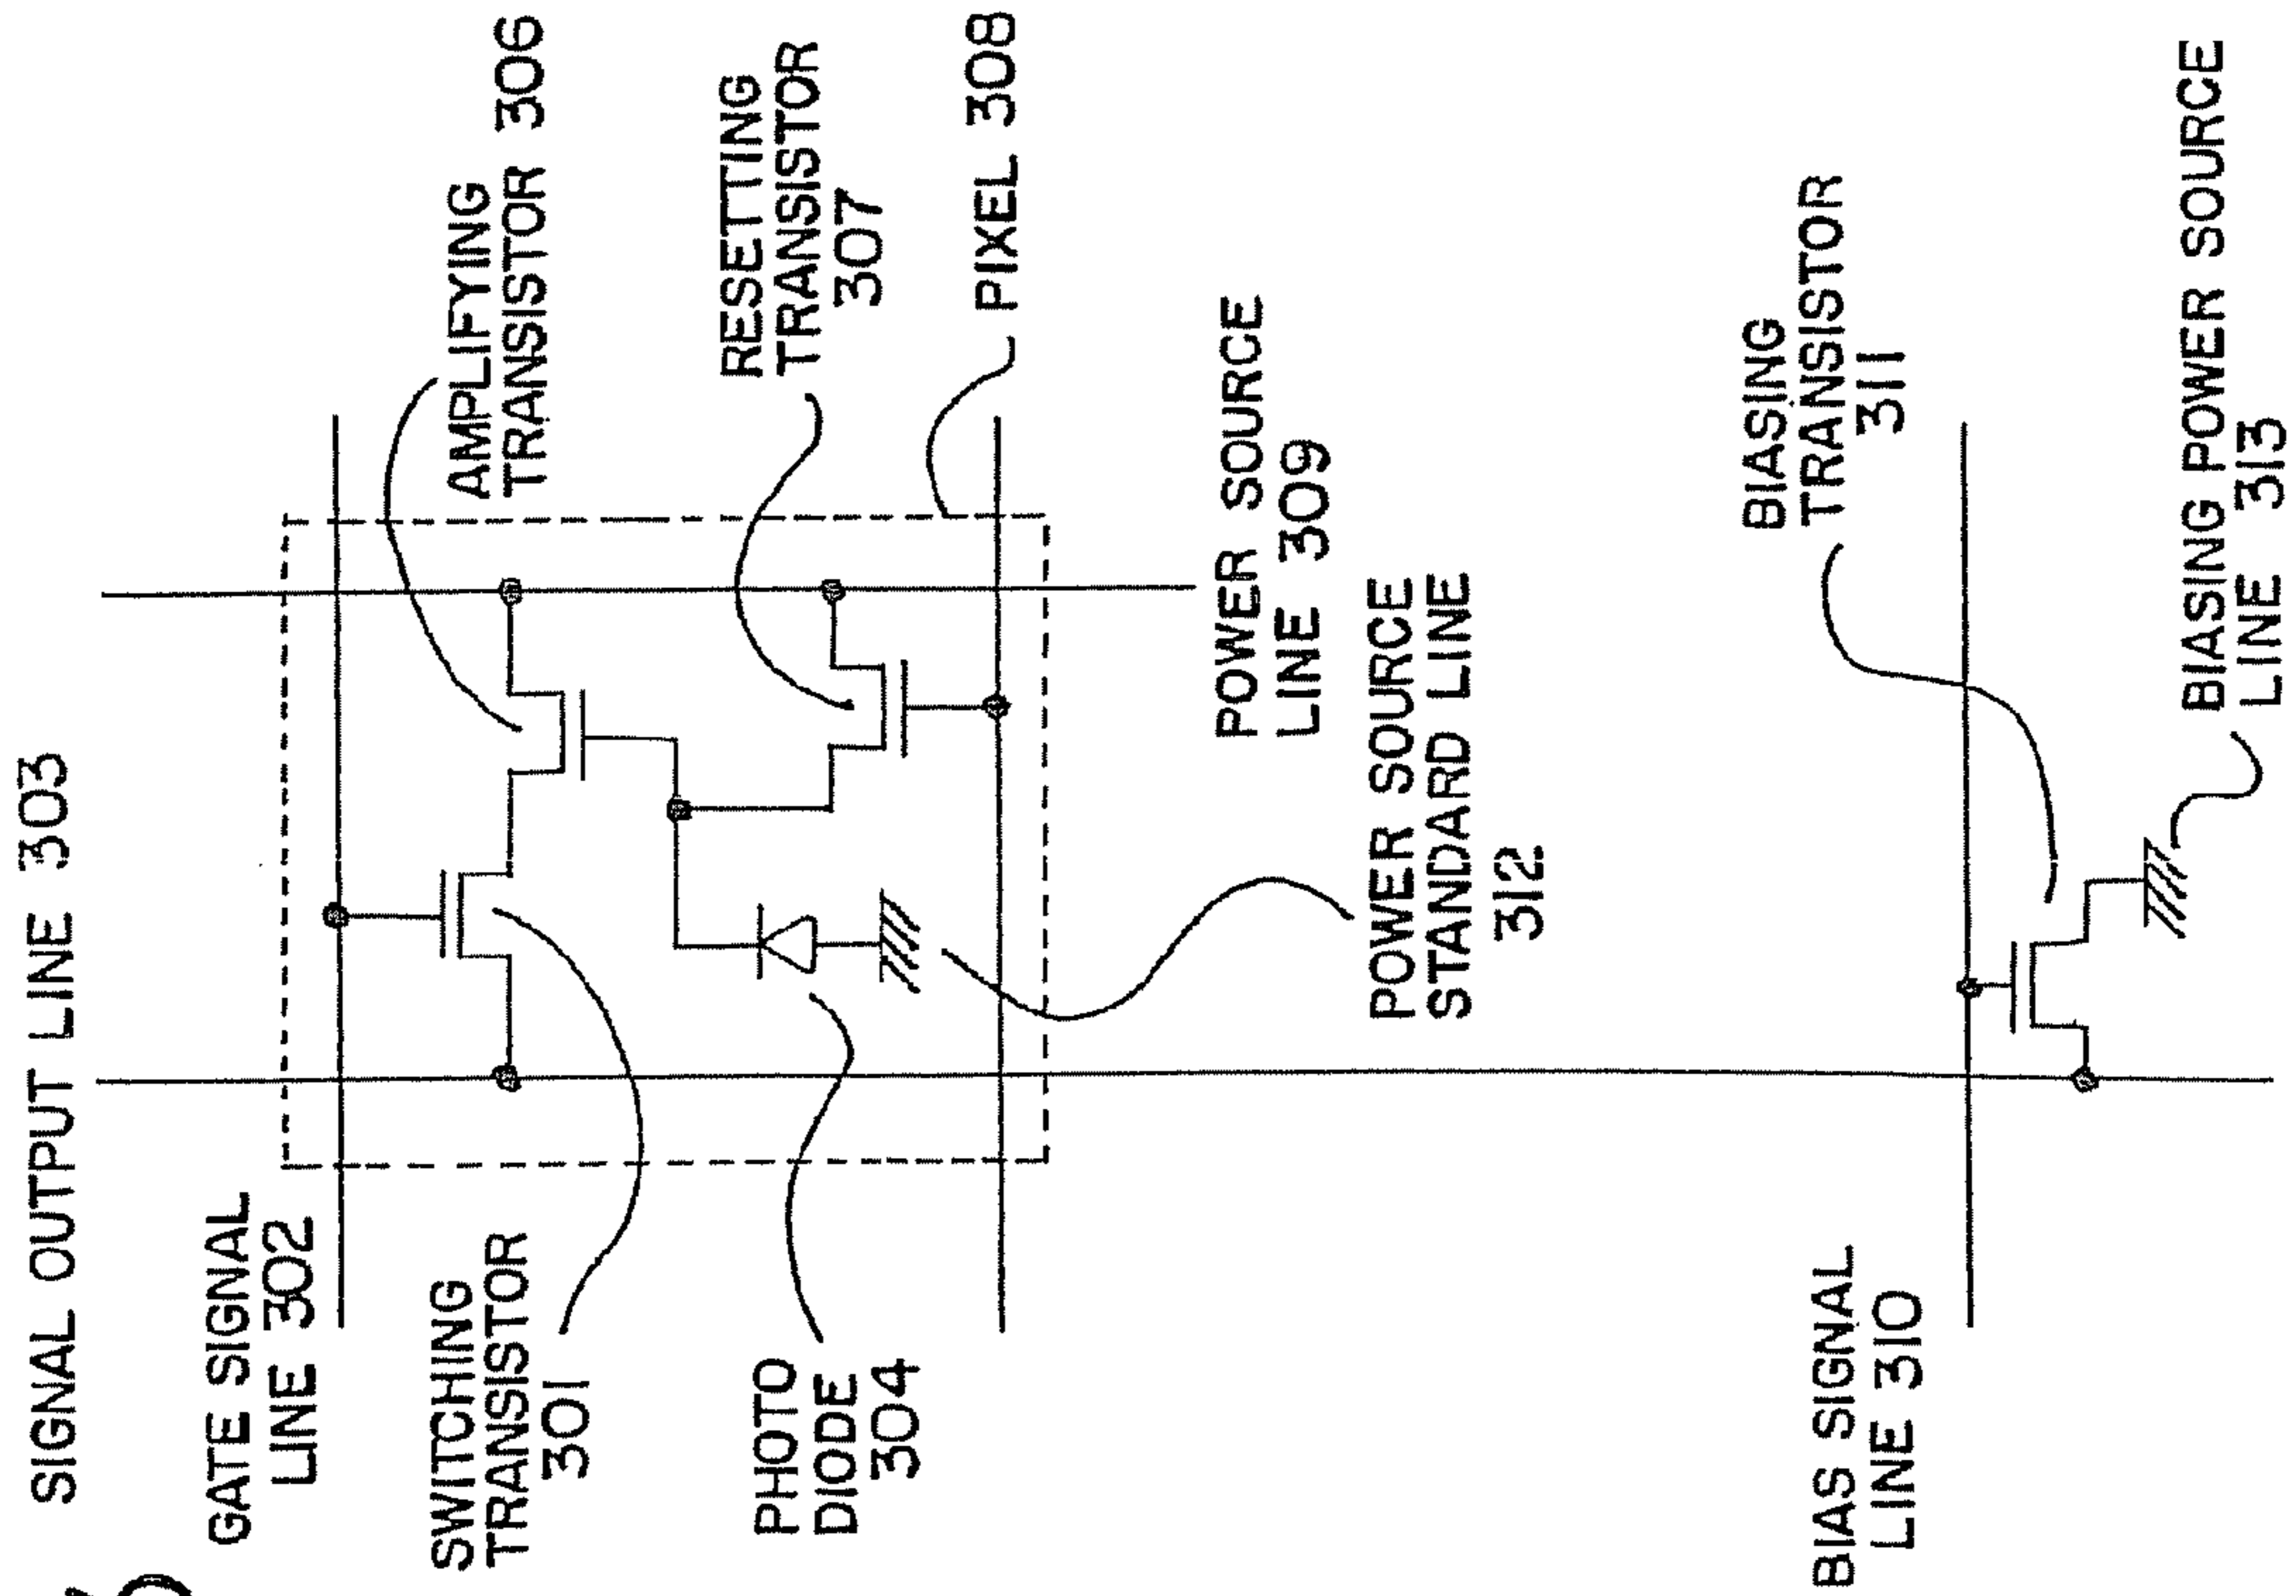 SIGNAL OUTPUT LINE 303
GATE SIGNAL
LINE 302
SWITCHING
TRANSISTOR
301
PHOTO
DIODE
304
AMPLIFYING
TRANSISTOR 306
RESETTING
TRANSISTOR
307
PIXEL 308
POWER SOURCE
LINE 309
POWER SOURCE
STANDARD LINE
312
BIAS SIGNAL
LINE 310
BIASING
TRANSISTOR
311
BIASING POWER SOURCE
LINE 313